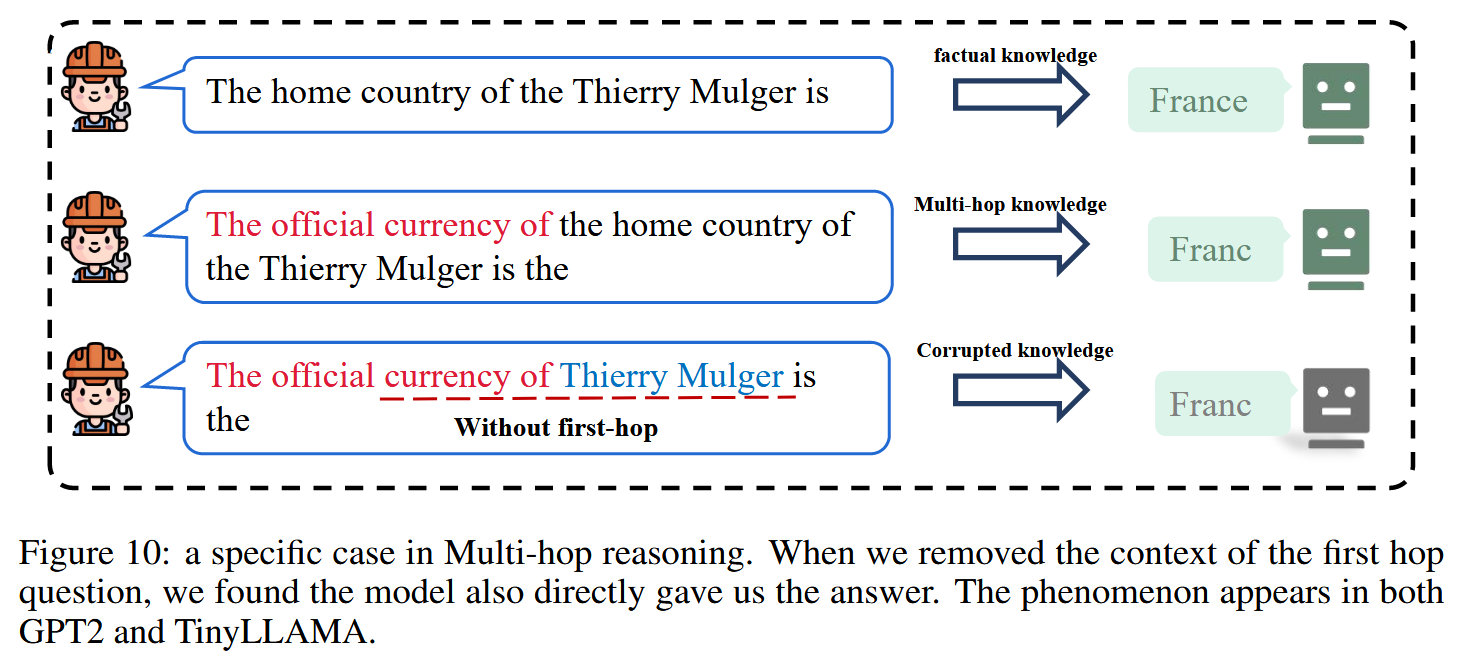 factual knowledge
The home country of the Thierry Mulger is
France
Multi-hop knowledge
The official currency of the home country of
the Thierry Mulger is the
Franc
Corrupted knowledge
The official currency of Thierry Mulger is
the
Without first-hop
Franc
Figure 10: a specific case in Multi-hop reasoning. When we removed the context of the first hop
question, we found the model also directly gave us the answer. The phenomenon appears in both
GPT2 and TinyLLAMA.